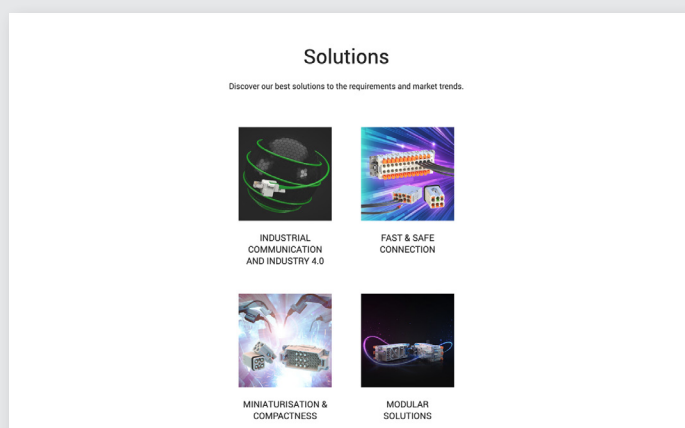 Solutions
Discover our best solutions to the requirements and market trends.
INDUSTRIAL
COMMUNICATION
AND INDUSTRY 4.0
FAST & SAFE
CONNECTION
MINIATURISATION &
COMPACTNESS
MODULAR
SOLUTIONS